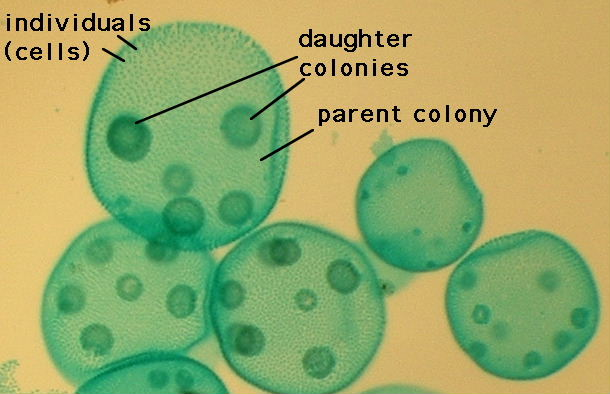 individuals
(cells)
daughter
colonies
parent colony